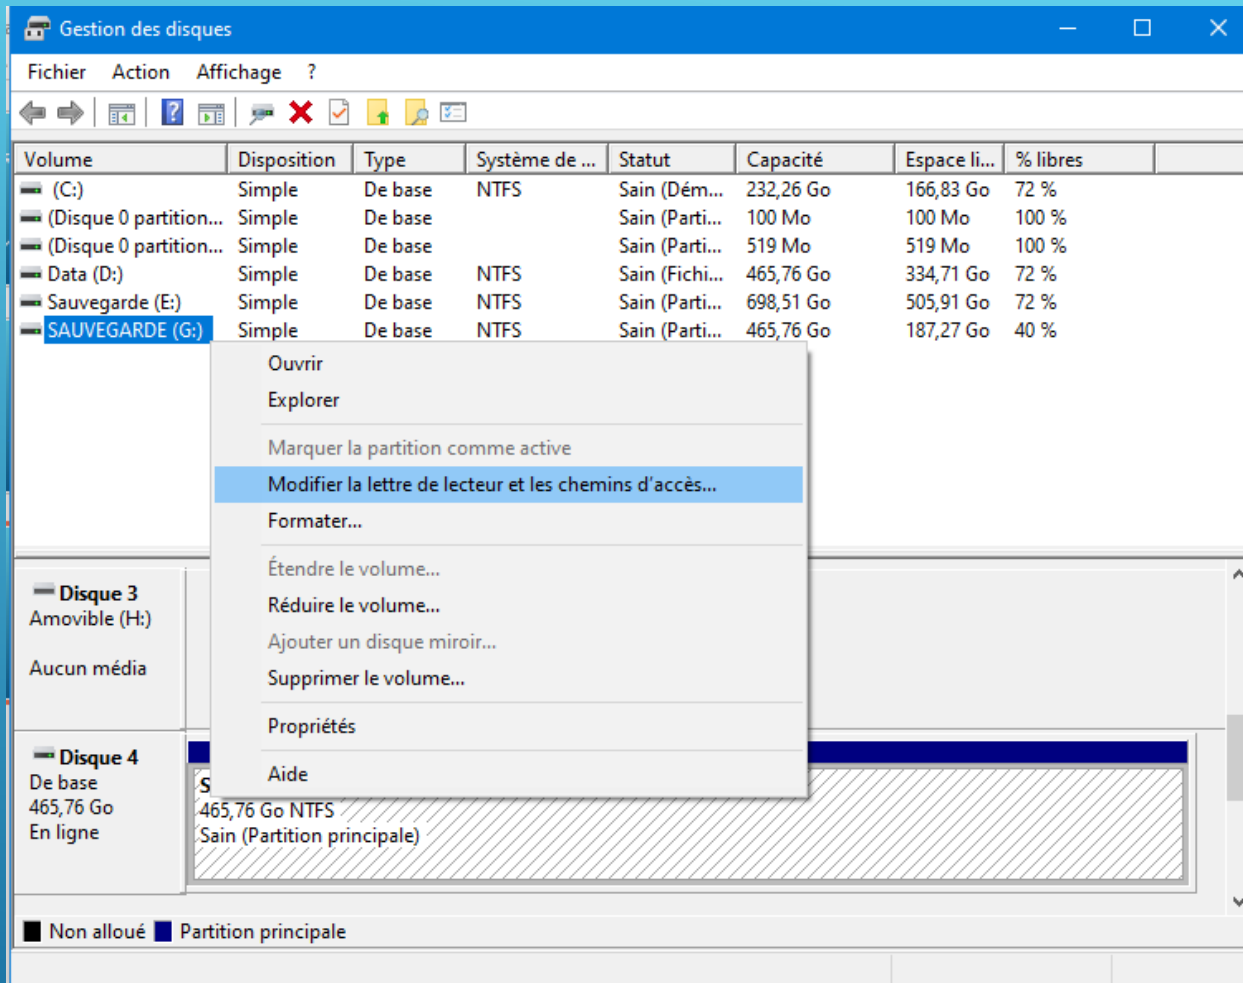 Gestion des disques
Fichier Action Affichage ?
Volume Disposition Type Système de ... Statut Capacité Espace li... % libres
(C:) Simple De base NTFS Sain (Dém... 232,26 Go 166,83 Go 72 %
(Disque 0 partition... Simple De base Sain (Parti... 100 Mo 100 Mo 100 %
(Disque 0 partition... Simple De base Sain (Parti... 519 Mo 519 Mo 100 %
Data (D:) Simple De base NTFS Sain (Fichi... 465,76 Go 334,71 Go 72 %
Sauvegarde (E:) Simple De base NTFS Sain (Parti... 698,51 Go 505,91 Go 72 %
SAUVEGARDE (G:) Simple De base NTFS Sain (Parti... 465,76 Go 187,27 Go 40 %
Ouvrir
Explorer
Marquer la partition comme active
Modifier la lettre de lecteur et les chemins d'accès...
Formater...
Étendre le volume...
Réduire le volume...
Ajouter un disque miroir...
Supprimer le volume...
Propriétés
Aide
Disque 3
Amovible (H:)
Aucun média
Disque 4
De base
465,76 Go
En ligne
S
465,76 Go NTFS
Sain (Partition principale)
Non alloué Partition principale